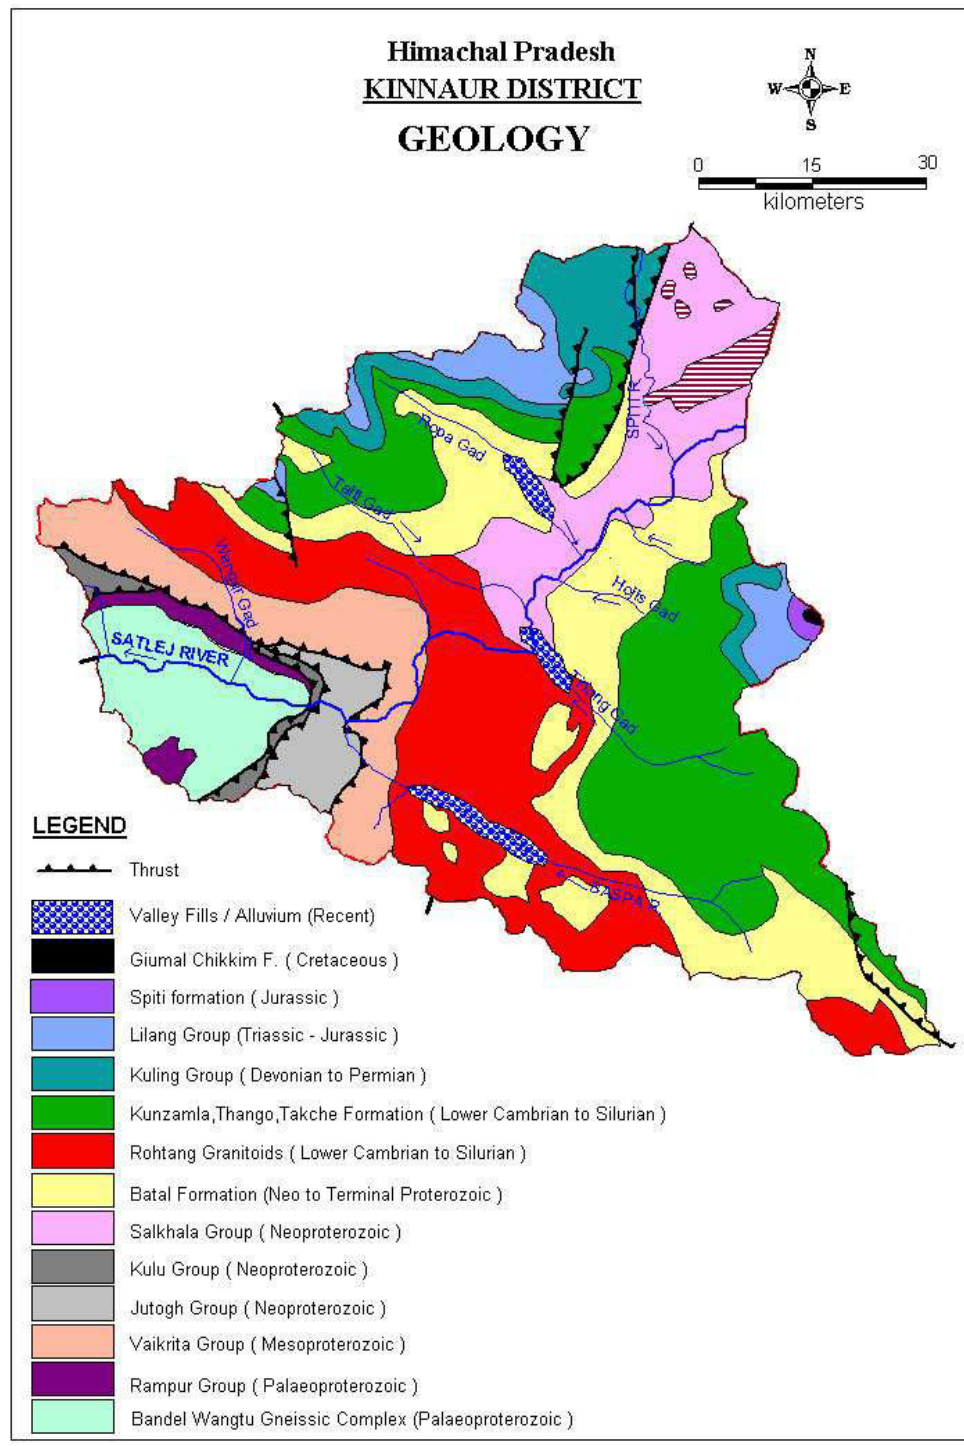 Himachal Pradesh
KINNAUR DISTRICT
GEOLOGY
N
W E
S
0 15 30
kilometers
SPITI R.
Ropa Gad
Taiti Gad
Wangar Gad
Hojis Gad
SATLEJ RIVER
Tirung Gad
BASPA R.
LEGEND
Thrust
Valley Fills / Alluvium (Recent)
Giumal Chikkim F. ( Cretaceous )
Spiti formation ( Jurassic )
Lilang Group (Triassic - Jurassic )
Kuling Group ( Devonian to Permian )
Kunzamla,Thango,Takche Formation ( Lower Cambrian to Silurian )
Rohtang Granitoids ( Lower Cambrian to Silurian )
Batal Formation (Neo to Terminal Proterozoic )
Salkhala Group ( Neoproterozoic )
Kulu Group ( Neoproterozoic )
Jutogh Group ( Neoproterozoic )
Vaikrita Group ( Mesoproterozoic )
Rampur Group ( Palaeoproterozoic )
Bandel Wangtu Gneissic Complex (Palaeoproterozoic )